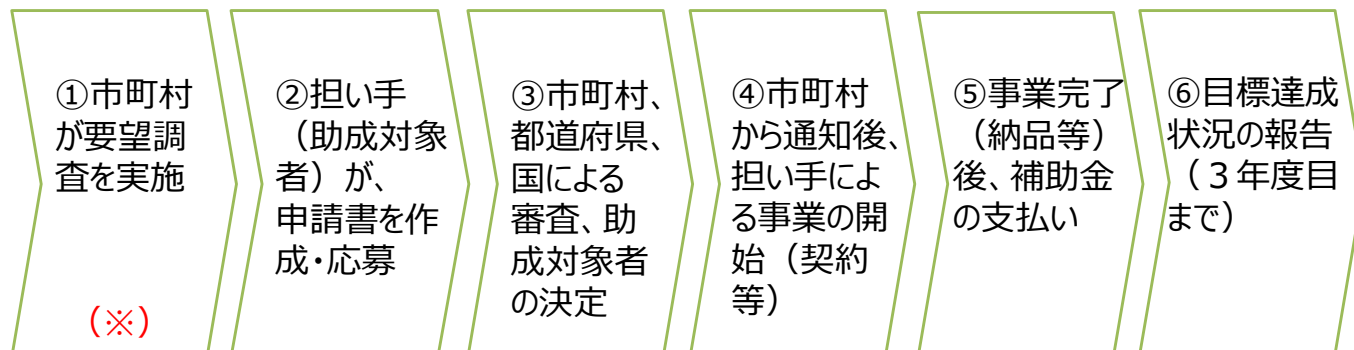 ①市町村
が要望調
査を実施
（※）
②担い手
（助成対象
者）が、
申請書を作
成・応募
③市町村、
都道府県、
国による
審査、助
成対象者
の決定
④市町村
から通知後、
担い手によ
る事業の開
始（契約
等）
⑤事業完了
（納品等）
後、補助金
の支払い
⑥目標達成
状況の報告
（３年度目
まで）